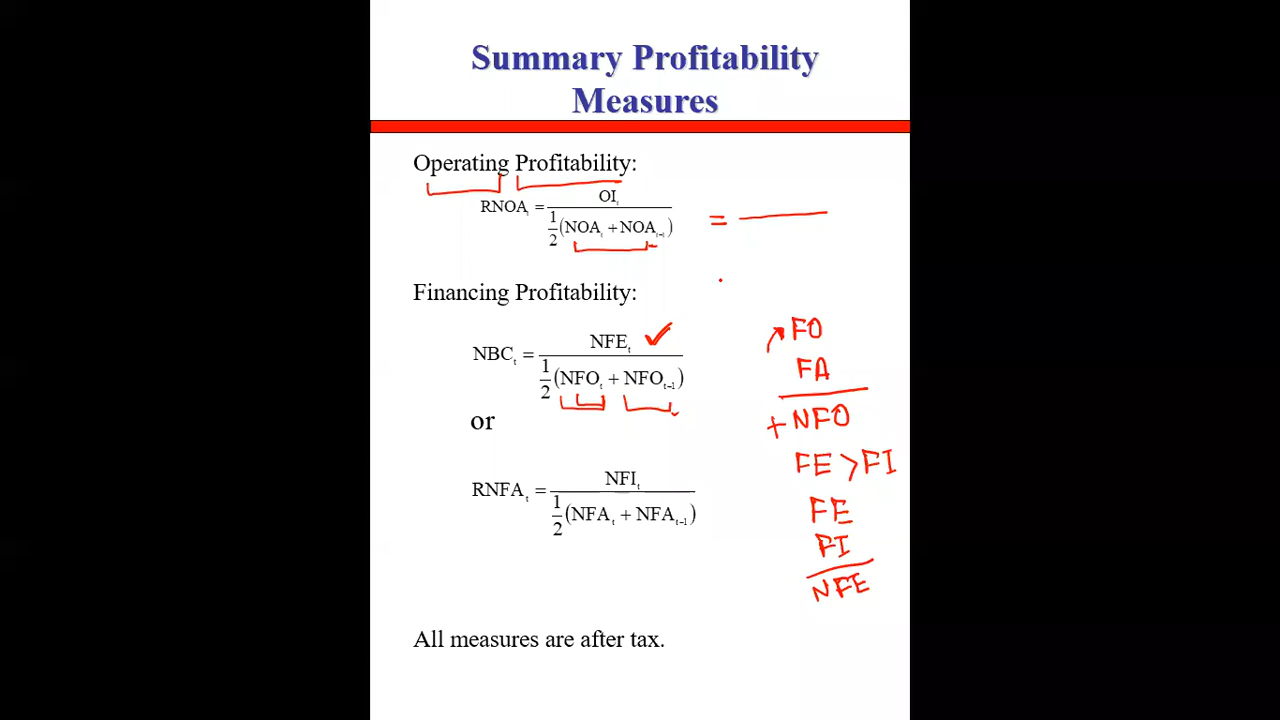 Summary Profitability
Measures
Operating Profitability:
RNOAₜ = OIₜ / ½(NOAₜ + NOAₜ₋₁) =
Financing Profitability:
NBCₜ = NFEₜ / ½(NFOₜ + NFOₜ₋₁) ✓
or
RNFAₜ = NFIₜ / ½(NFAₜ + NFAₜ₋₁)
All measures are after tax.
FO
FA
+ NFO
FE > FI
FE
FI
NFE